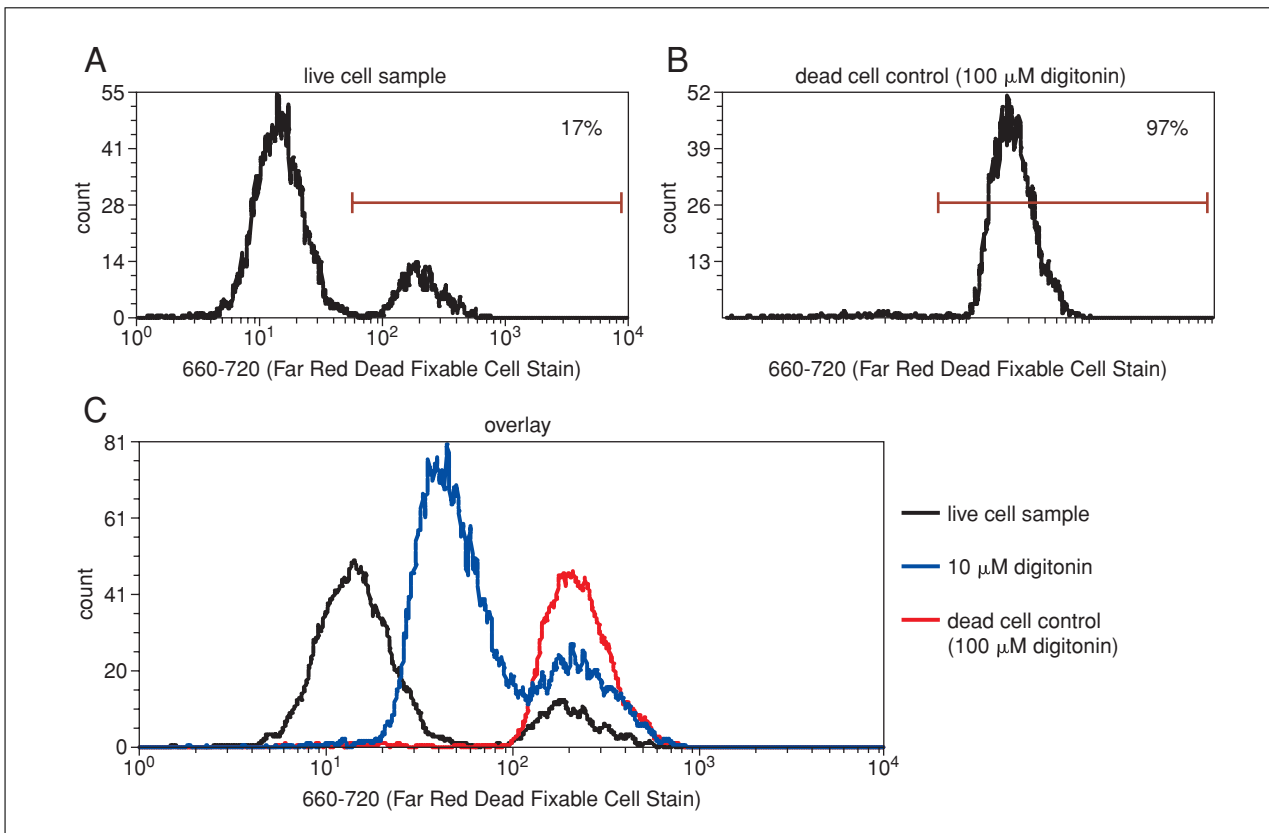 A
live cell sample
55
41
28
14
0
count
17%
10⁰ 10¹ 10² 10³ 10⁴
660-720 (Far Red Dead Fixable Cell Stain)
B
dead cell control (100 μM digitonin)
52
39
26
13
count
97%
660-720 (Far Red Dead Fixable Cell Stain)
C
overlay
81
61
41
20
0
count
10⁰ 10¹ 10² 10³ 10⁴
660-720 (Far Red Dead Fixable Cell Stain)
live cell sample
10 μM digitonin
dead cell control
(100 μM digitonin)